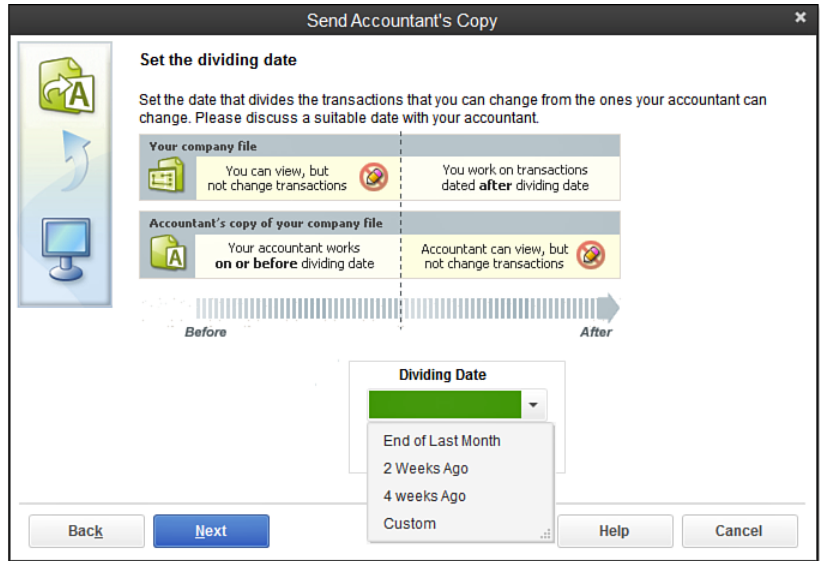 Send Accountant's Copy
Set the dividing date
Set the date that divides the transactions that you can change from the ones your accountant can
change. Please discuss a suitable date with your accountant.
Your company file
You can view, but
not change transactions
You work on transactions
dated after dividing date
Accountant's copy of your company file
A
Your accountant works
on or before dividing date
Accountant can view, but
not change transactions
A
Before
After
Dividing Date
End of Last Month
2 Weeks Ago
4 weeks Ago
Custom
Back
Next
Help
Cancel